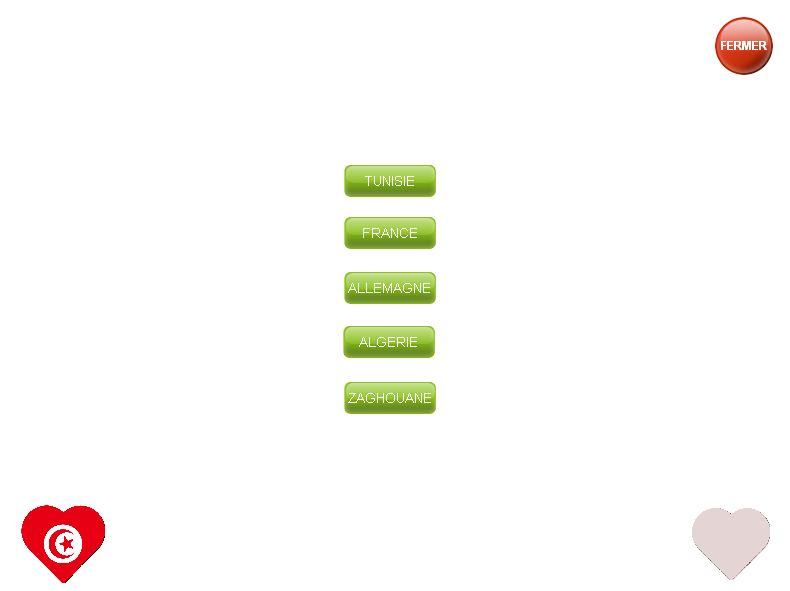 FERMER
TUNISIE
FRANCE
ALLEMAGNE
ALGERIE
ZAGHOUANE